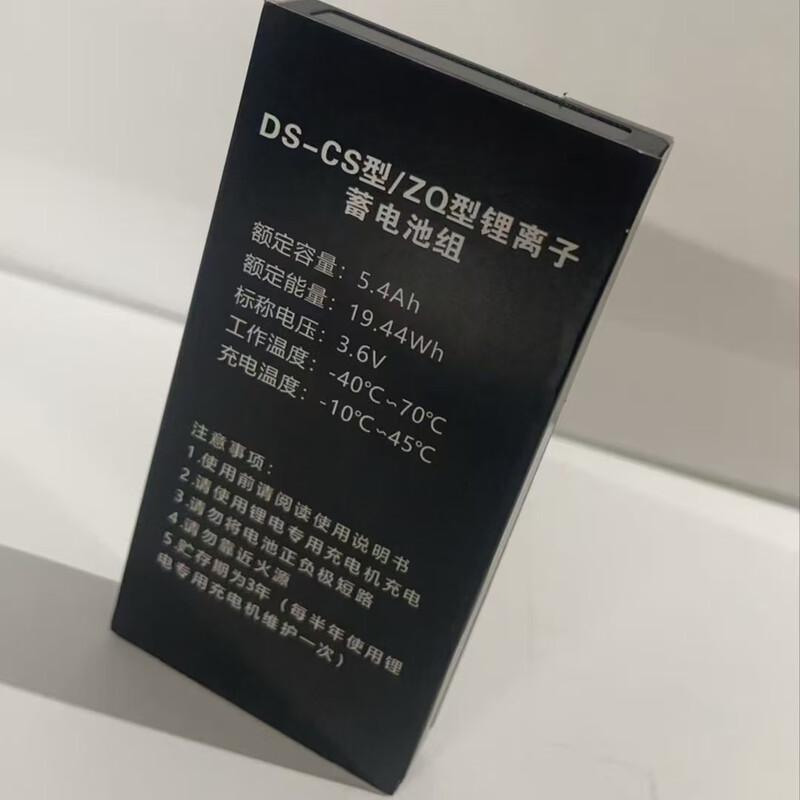 DS-CS型/ZQ型锂离子
蓄电池组
额定容量：5.4Ah
额定能量：19.44Wh
标称电压：3.6V
工作温度：-40℃~70℃
充电温度：-10℃~45℃
注意事项：
1.使用前请阅读使用说明书
2.请使用锂电专用充电机充电
3.请勿将电池正负极短路
4.请勿靠近火源
5.贮存期为3年（每半年使用锂
电专用充电机维护一次）